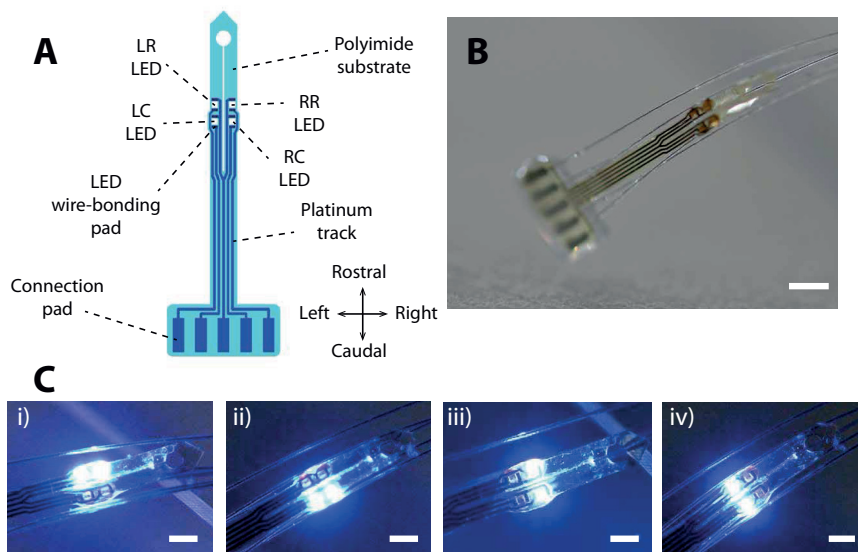 A
LR
LED
LC
LED
LED
wire-bonding
pad
Connection
pad
Polyimide
substrate
RR
LED
RC
LED
Platinum
track
Rostral
Left
Right
Caudal
B
C
i)
ii)
iii)
iv)